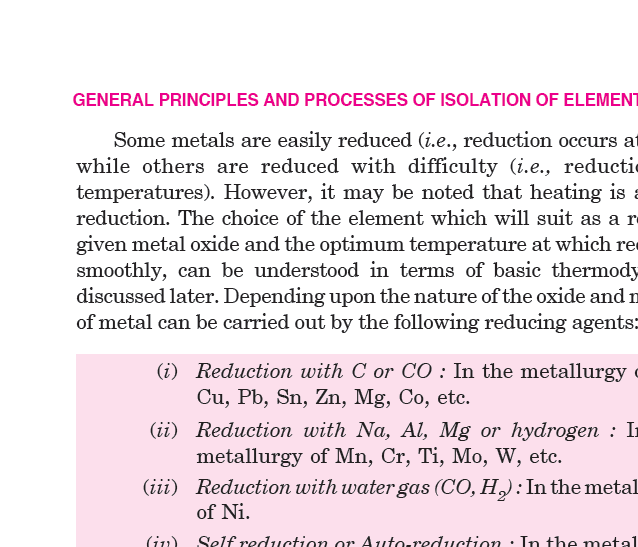 GENERAL PRINCIPLES AND PROCESSES OF ISOLATION OF ELEMENT
Some metals are easily reduced (i.e., reduction occurs at
while others are reduced with difficulty (i.e., reductio
temperatures). However, it may be noted that heating is a
reduction. The choice of the element which will suit as a r
given metal oxide and the optimum temperature at which re
smoothly, can be understood in terms of basic thermody
discussed later. Depending upon the nature of the oxide and
of metal can be carried out by the following reducing agents:
(i) Reduction with C or CO : In the metallurgy
Cu, Pb, Sn, Zn, Mg, Co, etc.
(ii) Reduction with Na, Al, Mg or hydrogen : In
metallurgy of Mn, Cr, Ti, Mo, W, etc.
(iii) Reduction with water gas (CO, H₂) : In the metal
of Ni.
(iv) Self reduction or Auto-reduction : In the metal